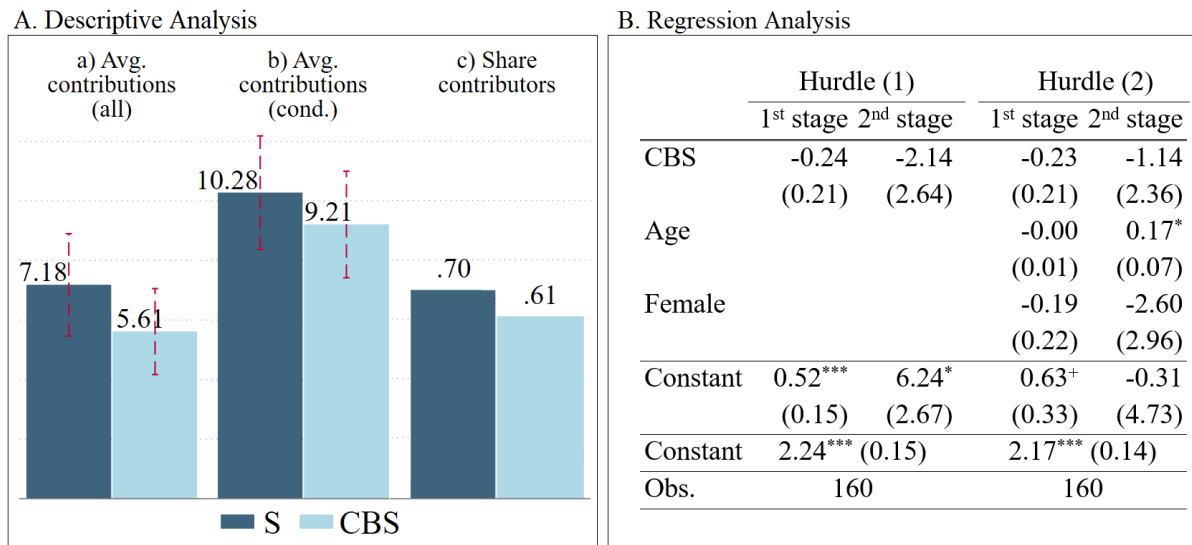 A. Descriptive Analysis
a) Avg.
contributions
(all)
b) Avg.
contributions
(cond.)
c) Share
contributors
7.18
5.61
10.28
9.21
.70
.61
S CBS
B. Regression Analysis
Hurdle (1) Hurdle (2)
1st stage 2nd stage 1st stage 2nd stage
CBS -0.24 -2.14 -0.23 -1.14
(0.21) (2.64) (0.21) (2.36)
Age -0.00 0.17*
(0.01) (0.07)
Female -0.19 -2.60
(0.22) (2.96)
Constant 0.52*** 6.24* 0.63+ -0.31
(0.15) (2.67) (0.33) (4.73)
Constant 2.24*** (0.15) 2.17*** (0.14)
Obs. 160 160